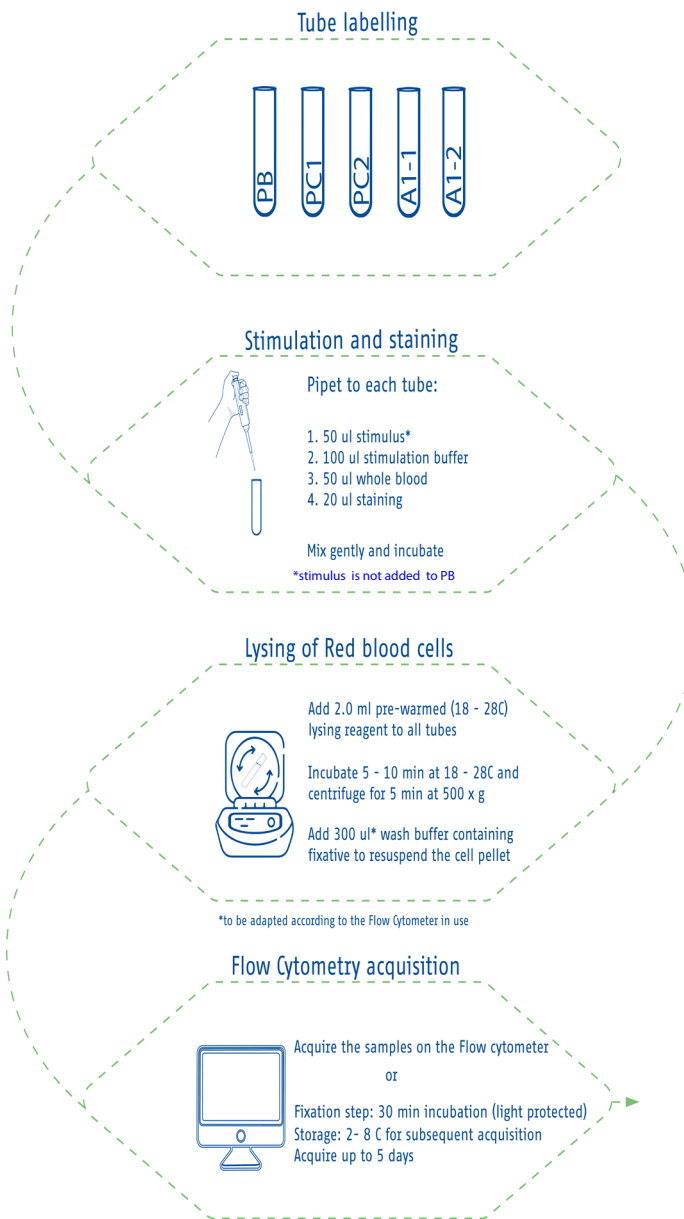 Tube labelling
PB
PC1
PC2
A1-1
A1-2
Stimulation and staining
Pipet to each tube:
1. 50 ul stimulus*
2. 100 ul stimulation buffer
3. 50 ul whole blood
4. 20 ul staining
Mix gently and incubate
*stimulus is not added to PB
Lysing of Red blood cells
Add 2.0 ml pre-warmed (18 - 28C)
lysing reagent to all tubes
Incubate 5 - 10 min at 18 - 28C and
centrifuge for 5 min at 500 x g
Add 300 ul* wash buffer containing
fixative to resuspend the cell pellet
*to be adapted according to the Flow Cytometer in use
Flow Cytometry acquisition
Acquire the samples on the Flow cytometer
or
Fixation step: 30 min incubation (light protected)
Storage: 2- 8 C for subsequent acquisition
Acquire up to 5 days